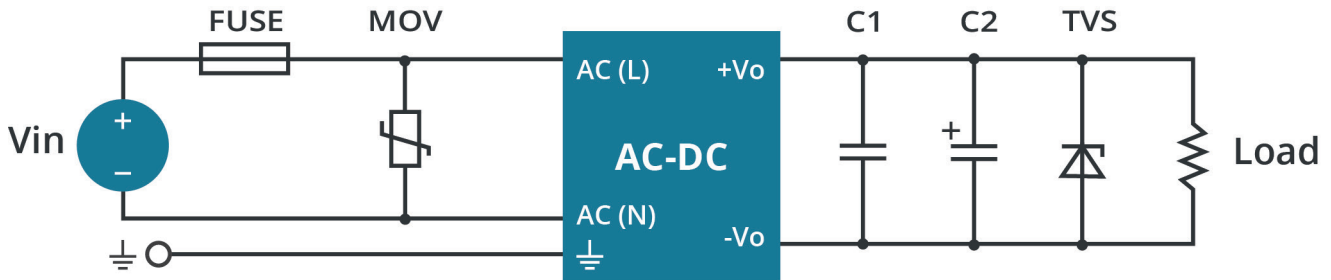 FUSE
MOV
C1
C2
TVS
AC (L)
+Vo
Vin
+
−
AC-DC
+
Load
AC (N)
-Vo